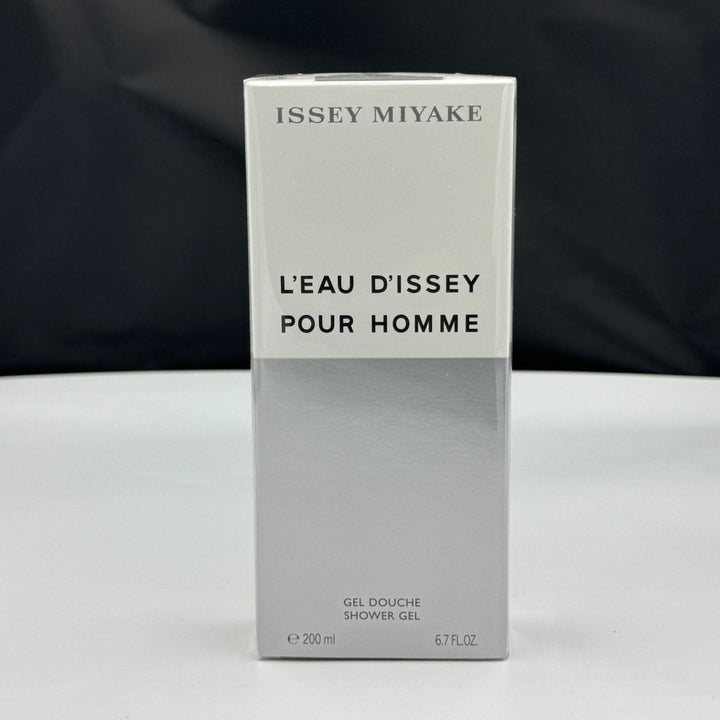 ISSEY MIYAKE
L'EAU D'ISSEY
POUR HOMME
GEL DOUCHE
SHOWER GEL
℮ 200 ml 6.7 FL.OZ.